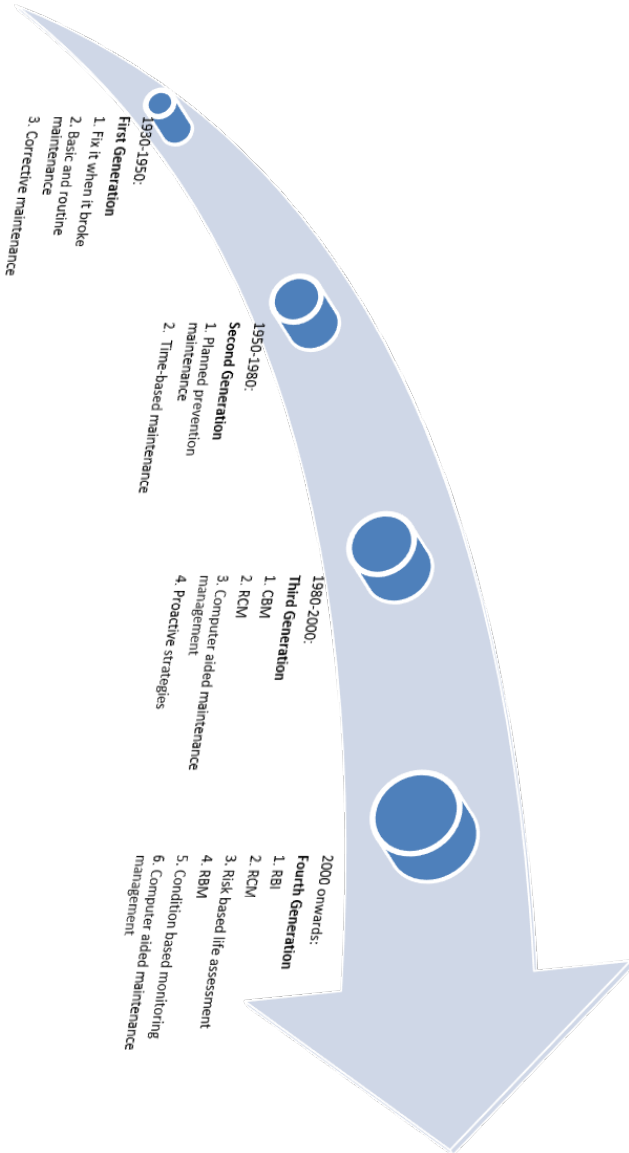 1930-1950:
First Generation
1. Fix it when it broke
2. Basic and routine
maintenance
3. Corrective maintenance
1950-1980:
Second Generation
1. Planned prevention
maintenance
2. Time-based maintenance
1980-2000:
Third Generation
1. CBM
2. RCM
3. Computer aided maintenance
management
4. Proactive strategies
2000 onwards:
Fourth Generation
1. RBI
2. RCM
3. Risk based life assessment
4. RBM
5. Condition based monitoring
6. Computer aided maintenance
management